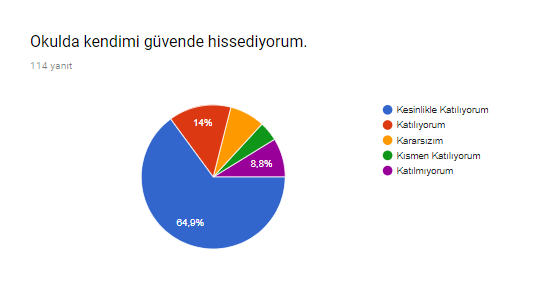 Okulda kendimi güvende hissediyorum.
114 yanıt
Kesinlikle Katılıyorum
Katılıyorum
Kararsızım
Kısmen Katılıyorum
Katılmıyorum
14%
8,8%
64,9%